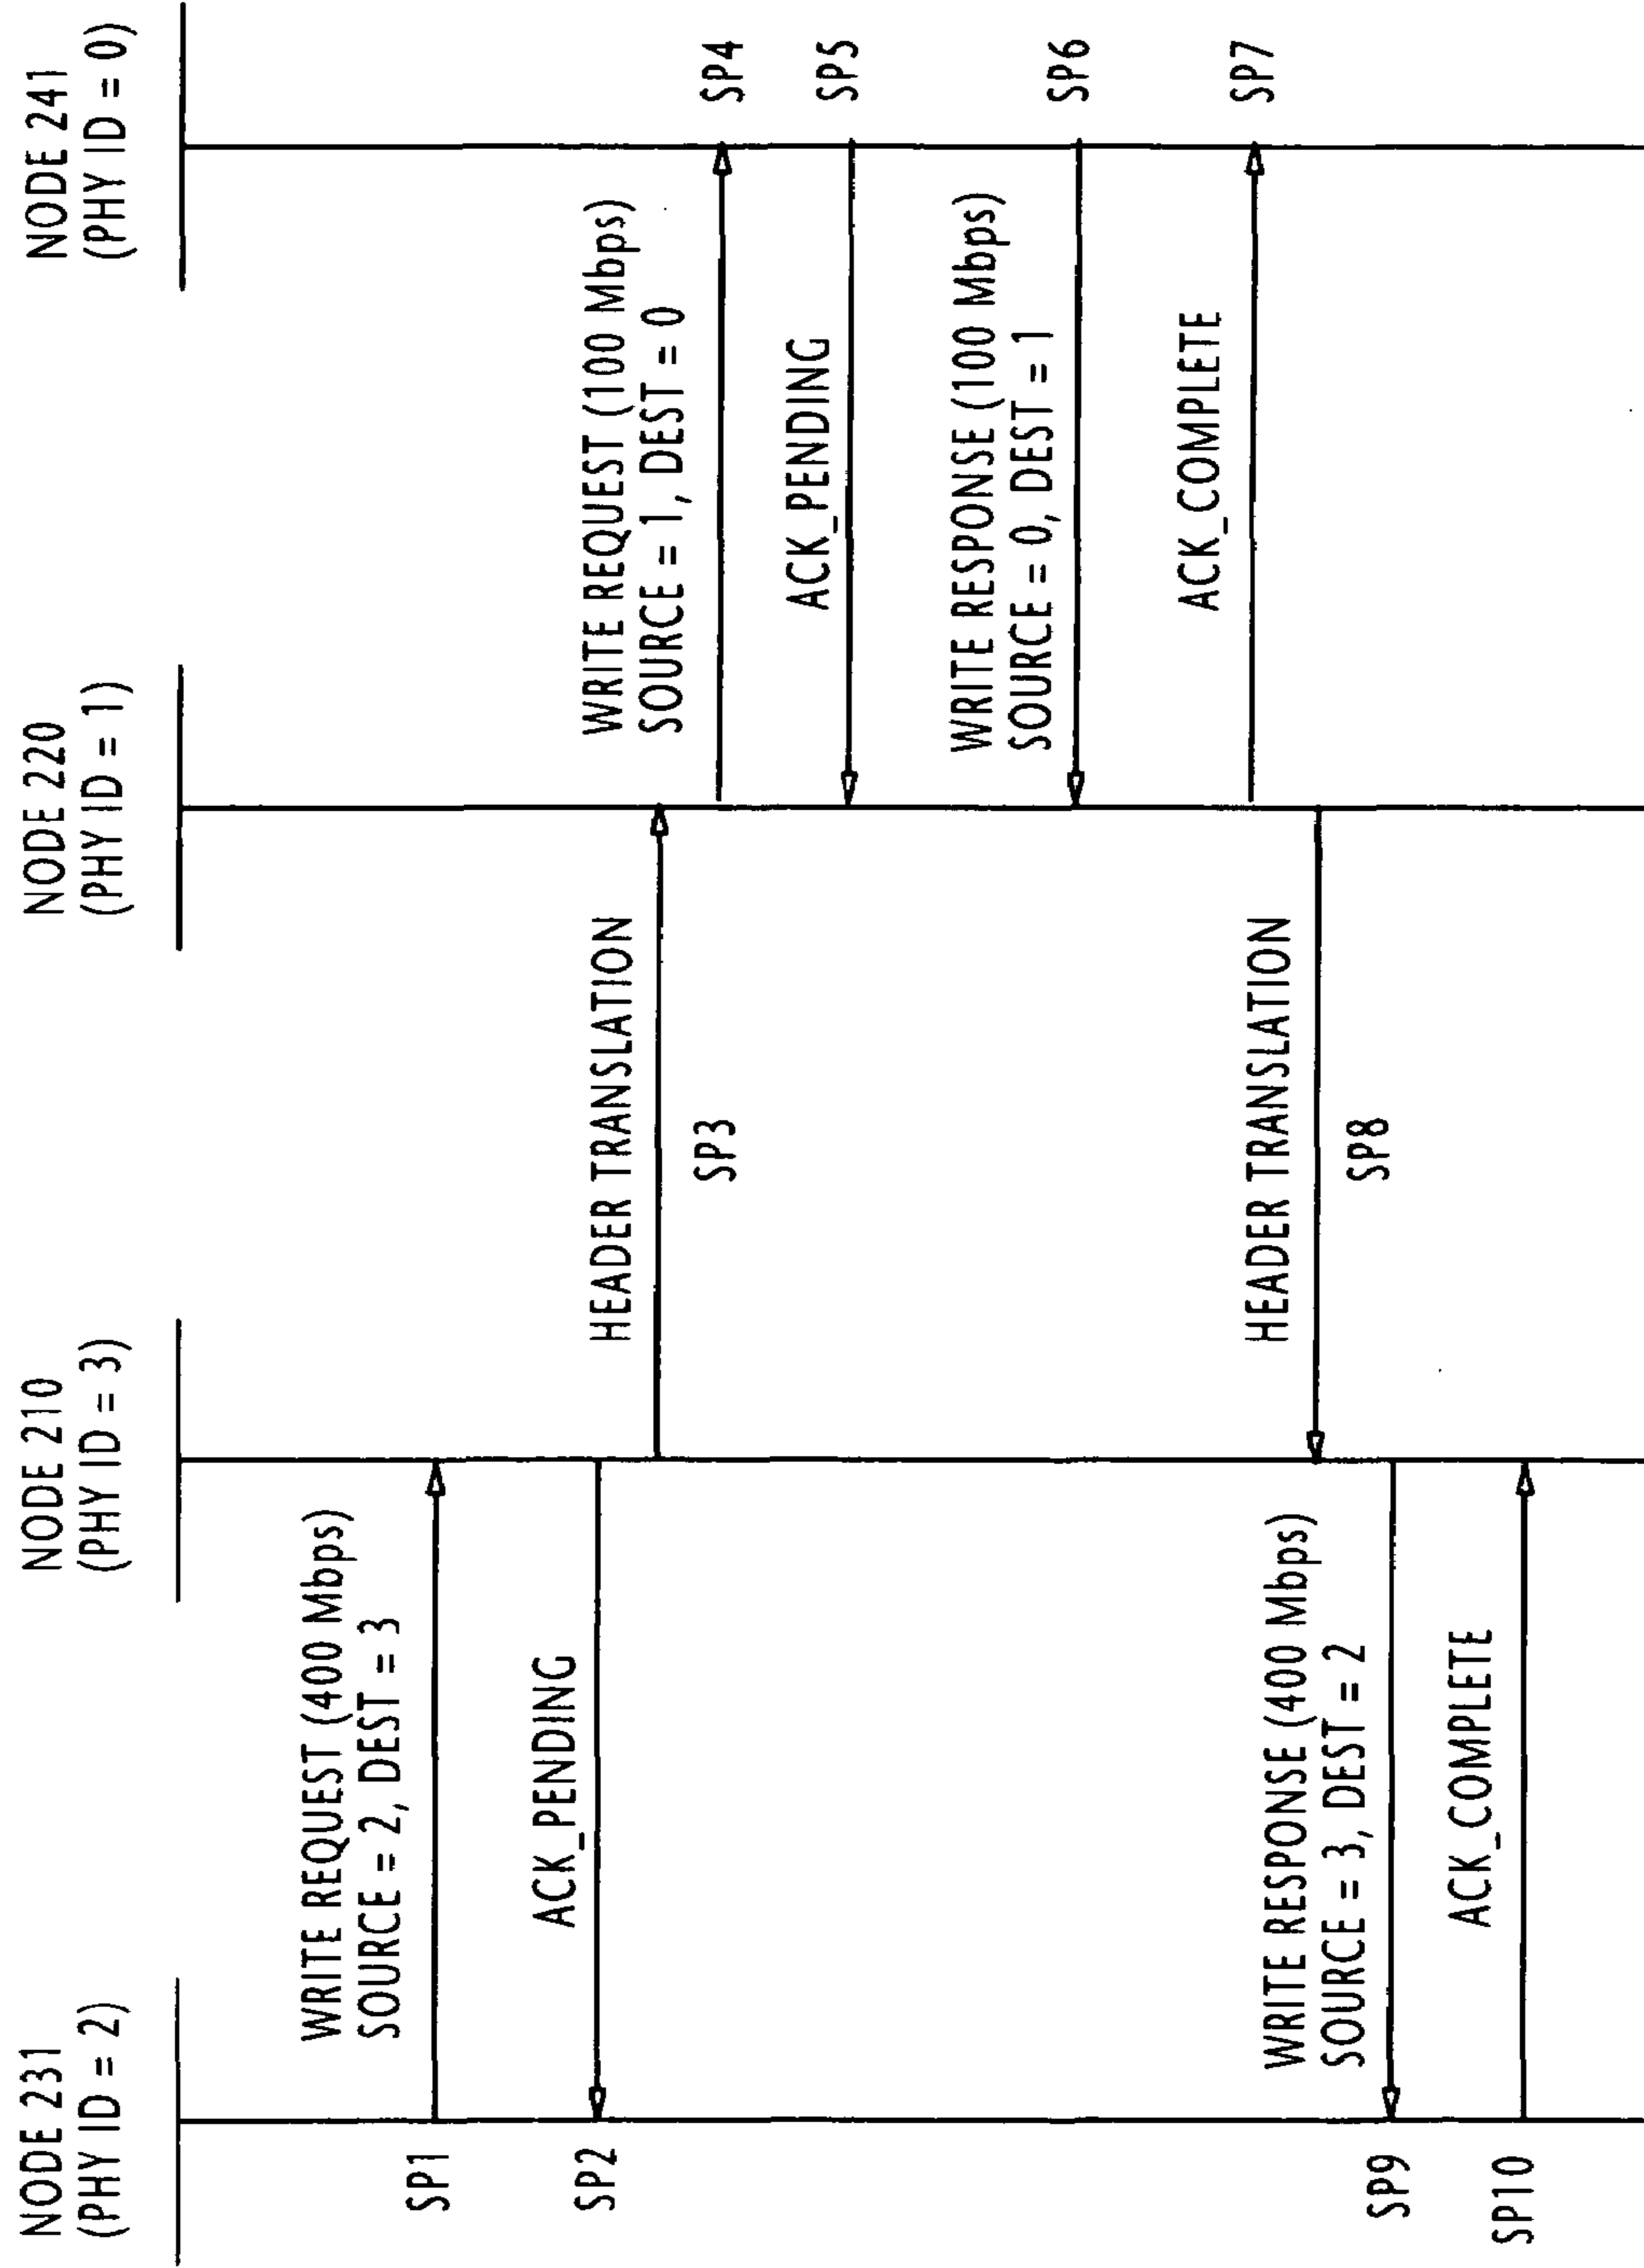 NODE 231
(PHY ID = 2)
NODE 210
(PHY ID = 3)
NODE 220
(PHY ID = 1)
NODE 241
(PHY ID = 0)
WRITE REQUEST (400 Mbps)
SOURCE = 2, DEST = 3
SP1
ACK_PENDING
SP2
HEADER TRANSLATION
SP3
WRITE REQUEST (100 Mbps)
SOURCE = 1, DEST = 0
SP4
ACK_PENDING
SP5
WRITE RESPONSE (100 Mbps)
SOURCE = 0, DEST = 1
SP6
ACK_COMPLETE
SP7
HEADER TRANSLATION
SP8
WRITE RESPONSE (400 Mbps)
SOURCE = 3, DEST = 2
SP9
ACK_COMPLETE
SP10